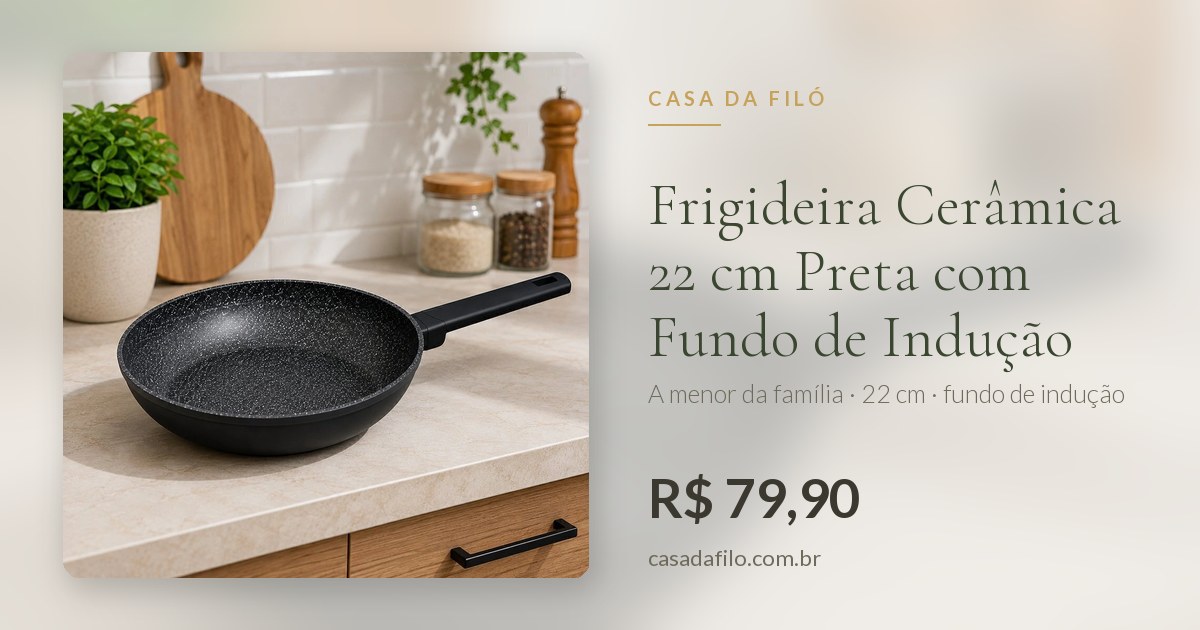 CASA DA FILÓ
Frigideira Cerâmica
22 cm Preta com
Fundo de Indução
A menor da família · 22 cm · fundo de indução
R$ 79,90
casadafilo.com.br